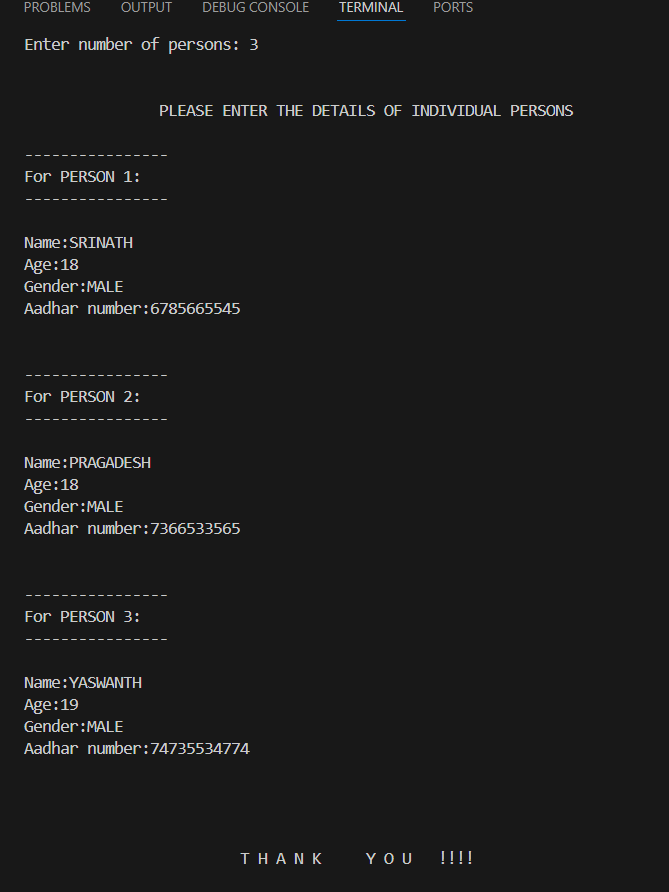 PROBLEMS OUTPUT DEBUG CONSOLE TERMINAL PORTS
Enter number of persons: 3
PLEASE ENTER THE DETAILS OF INDIVIDUAL PERSONS
----------------
For PERSON 1:
----------------
Name:SRINATH
Age:18
Gender:MALE
Aadhar number:6785665545
----------------
For PERSON 2:
----------------
Name:PRAGADESH
Age:18
Gender:MALE
Aadhar number:7366533565
----------------
For PERSON 3:
----------------
Name:YASWANTH
Age:19
Gender:MALE
Aadhar number:74735534774
T H A N K     Y O U   !!!!